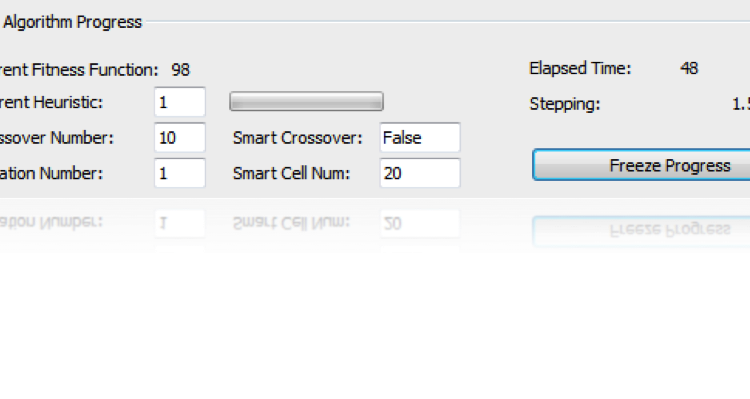 Algorithm Progress
rent Fitness Function: 98 Elapsed Time: 48
rent Heuristic: 1 Stepping: 1.5
ssover Number: 10 Smart Crossover: False
ation Number: 1 Smart Cell Num: 20
Freeze Progress
ation Number: 1 Smart Cell Num: 20
Freeze Progress